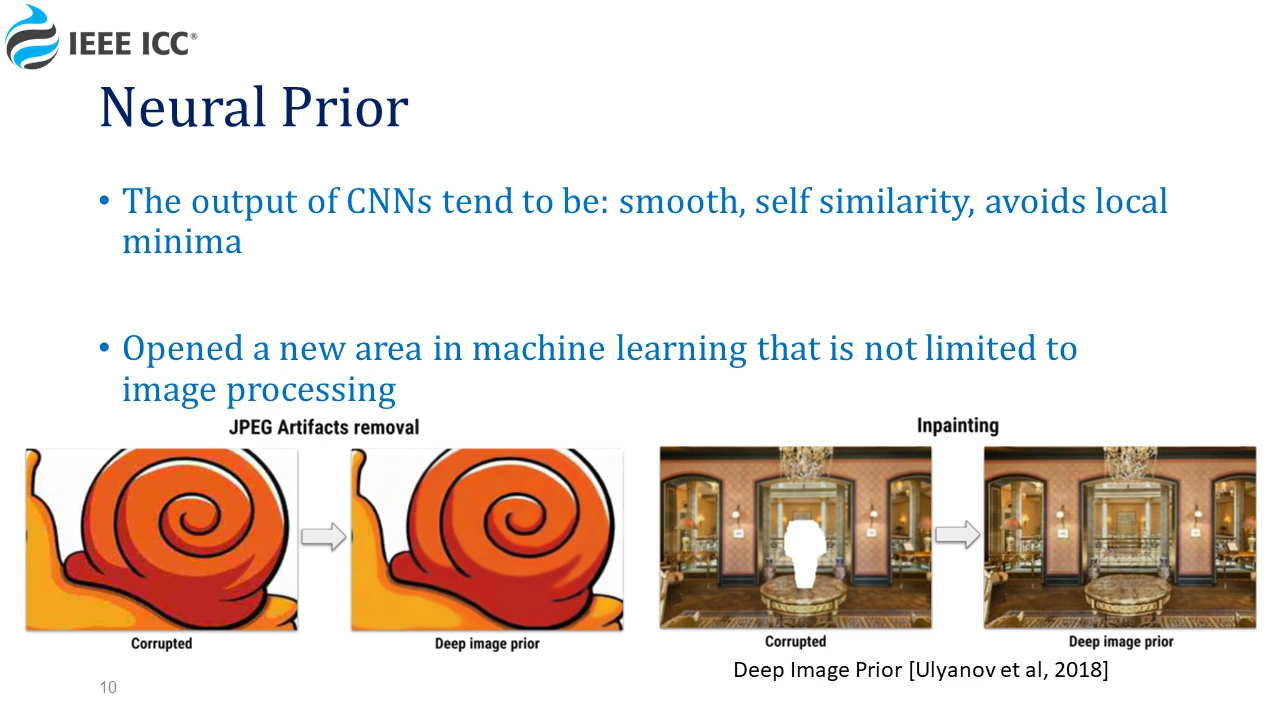 IEEE ICC®
Neural Prior
• The output of CNNs tend to be: smooth, self similarity, avoids local
minima
• Opened a new area in machine learning that is not limited to
image processing
JPEG Artifacts removal
Inpainting
Corrupted
Deep image prior
Corrupted
Deep image prior
Deep Image Prior [Ulyanov et al, 2018]
10